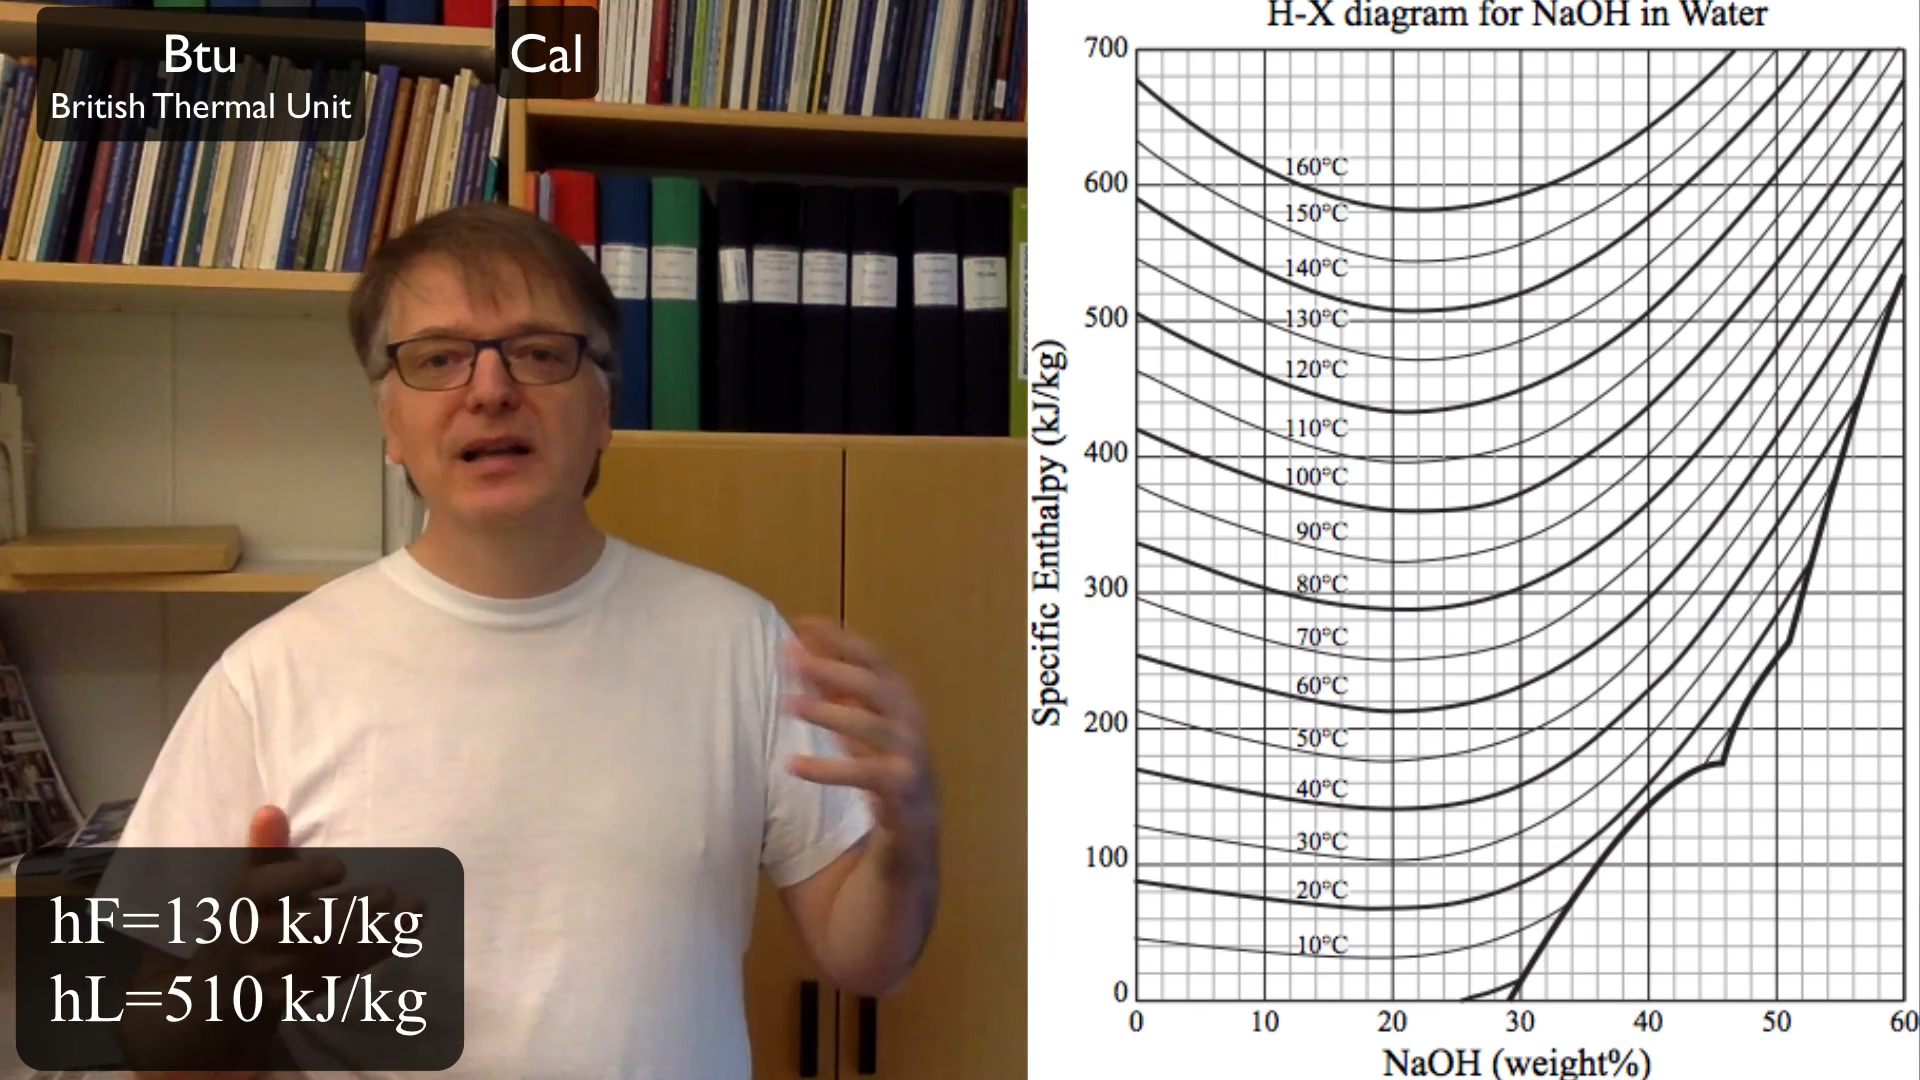 Btu
British Thermal Unit
Cal
hF=130 kJ/kg
hL=510 kJ/kg
H-X diagram for NaOH in Water
Specific Enthalpy (kJ/kg)
700
600
500
400
300
200
100
0
160°C
150°C
140°C
130°C
120°C
110°C
100°C
90°C
80°C
70°C
60°C
50°C
40°C
30°C
20°C
10°C
0 10 20 30 40 50 60
NaOH (weight%)